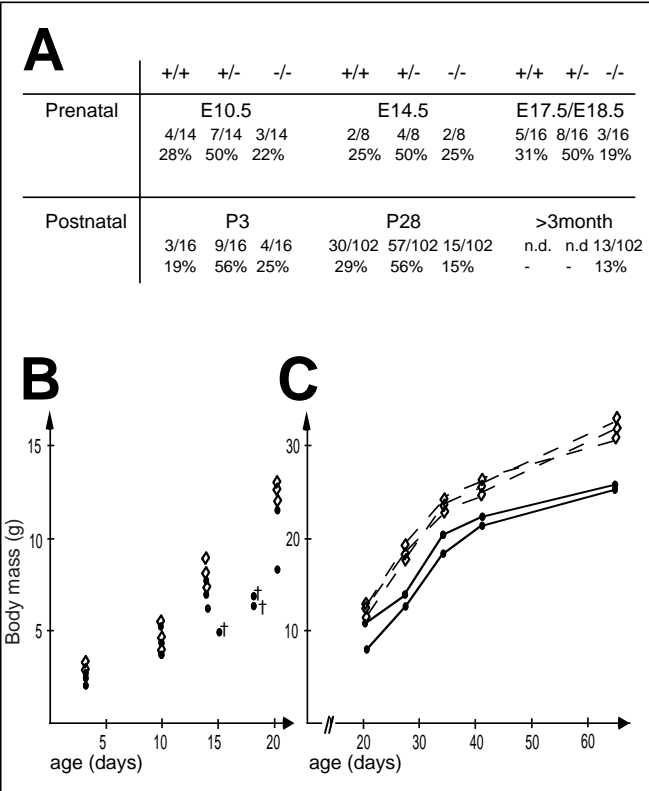 A
+/+ +/- -/- +/+ +/- -/- +/+ +/- -/-
Prenatal E10.5 E14.5 E17.5/E18.5
4/14 7/14 3/14 2/8 4/8 2/8 5/16 8/16 3/16
28% 50% 22% 25% 50% 25% 31% 50% 19%
Postnatal P3 P28 >3month
3/16 9/16 4/16 30/102 57/102 15/102 n.d. n.d 13/102
19% 56% 25% 29% 56% 15% - - 13%
B
15
10
5
Body mass (g)
†
†
†
5 10 15 20
age (days)
C
30
20
10
20 30 40 50 60
age (days)